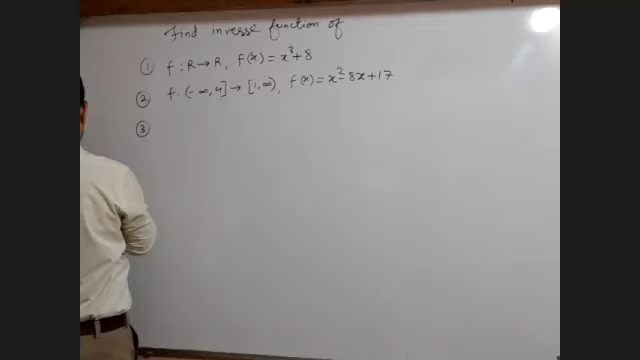 Find inverse function of
① f : R → R, f(x) = x³ + 8
② f : (-∞, 4] → [1, ∞), f(x) = x² - 8x + 17
③